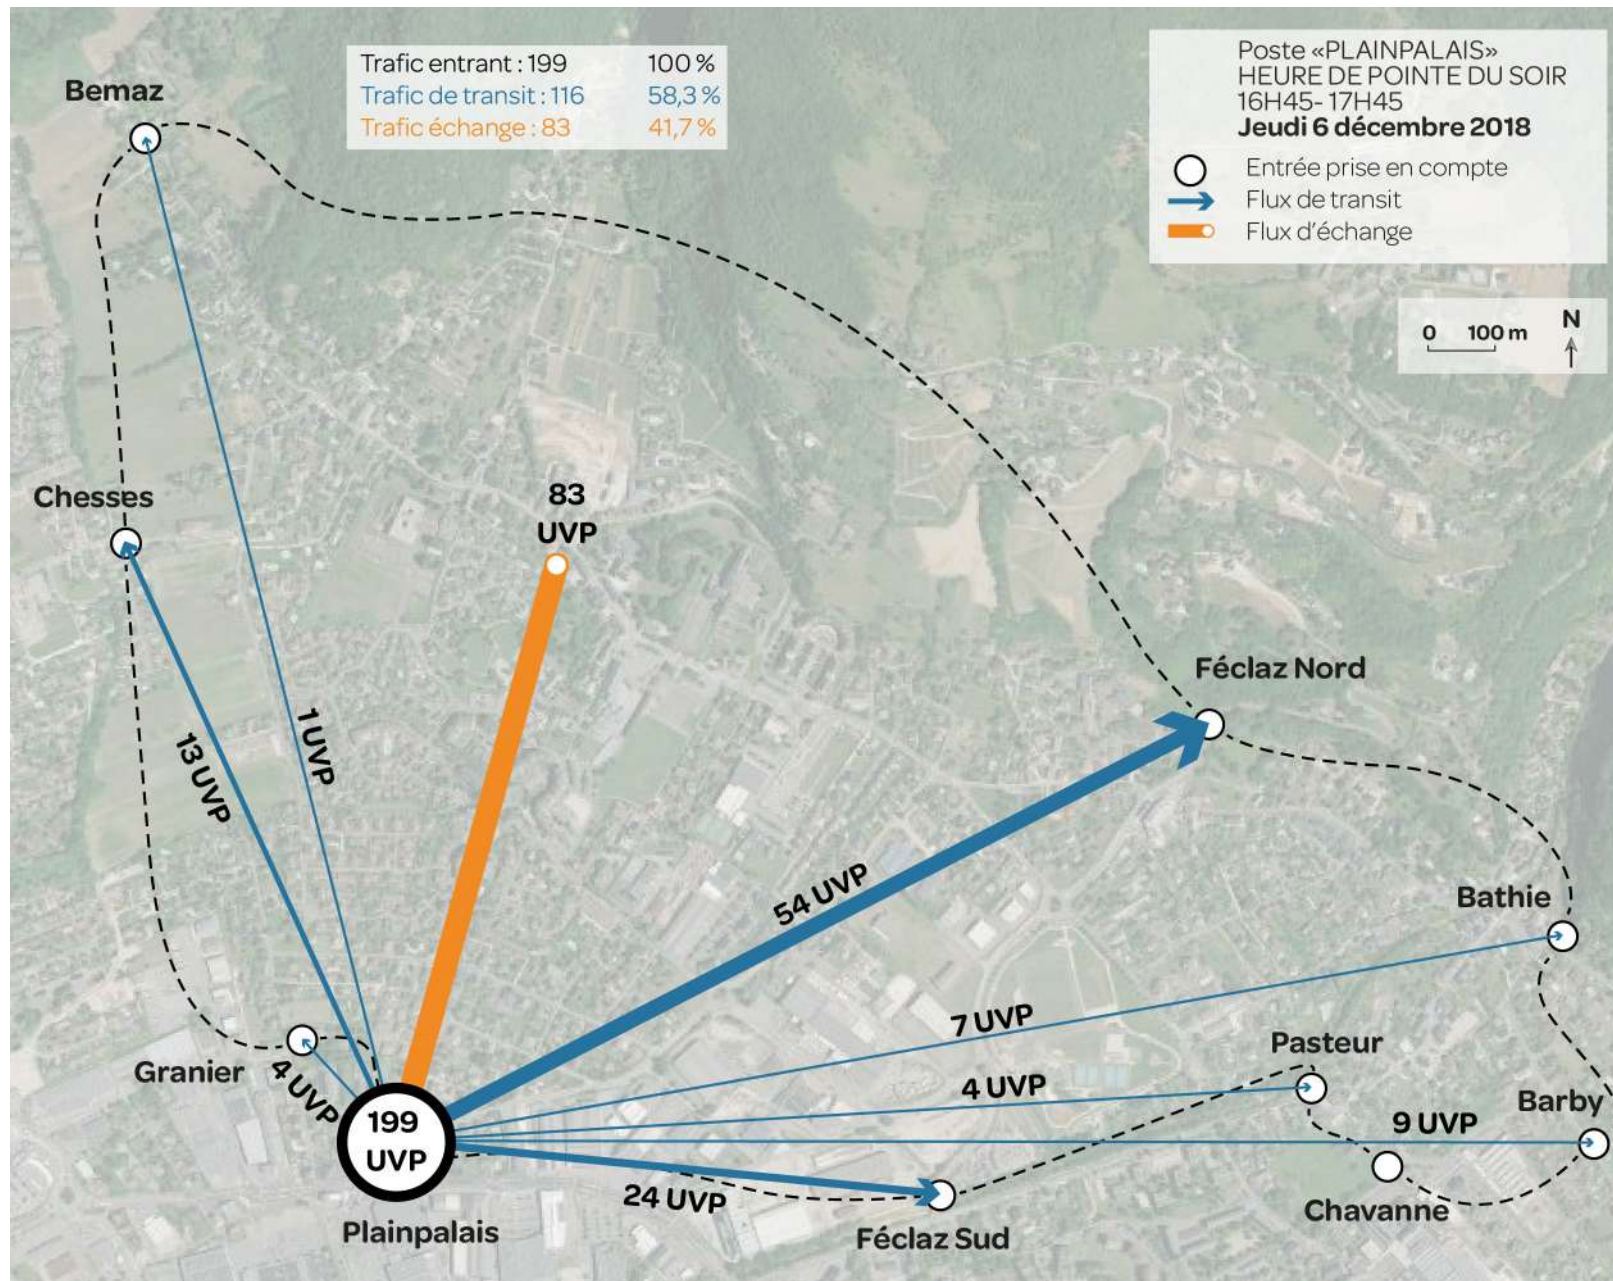 Bemaz
Trafic entrant : 199 100 %
Trafic de transit : 116 58,3 %
Trafic échange : 83 41,7 %
Poste «PLAINPALAIS»
HEURE DE POINTE DU SOIR
16H45- 17H45
Jeudi 6 décembre 2018
Entrée prise en compte
Flux de transit
Flux d'échange
0 100 m
N
Chesses
83
UVP
Féclaz Nord
1 UVP
13 UVP
54 UVP
Bathie
7 UVP
Pasteur
Granier
4 UVP
4 UVP
Barby
9 UVP
199
UVP
24 UVP
Chavanne
Plainpalais
Féclaz Sud